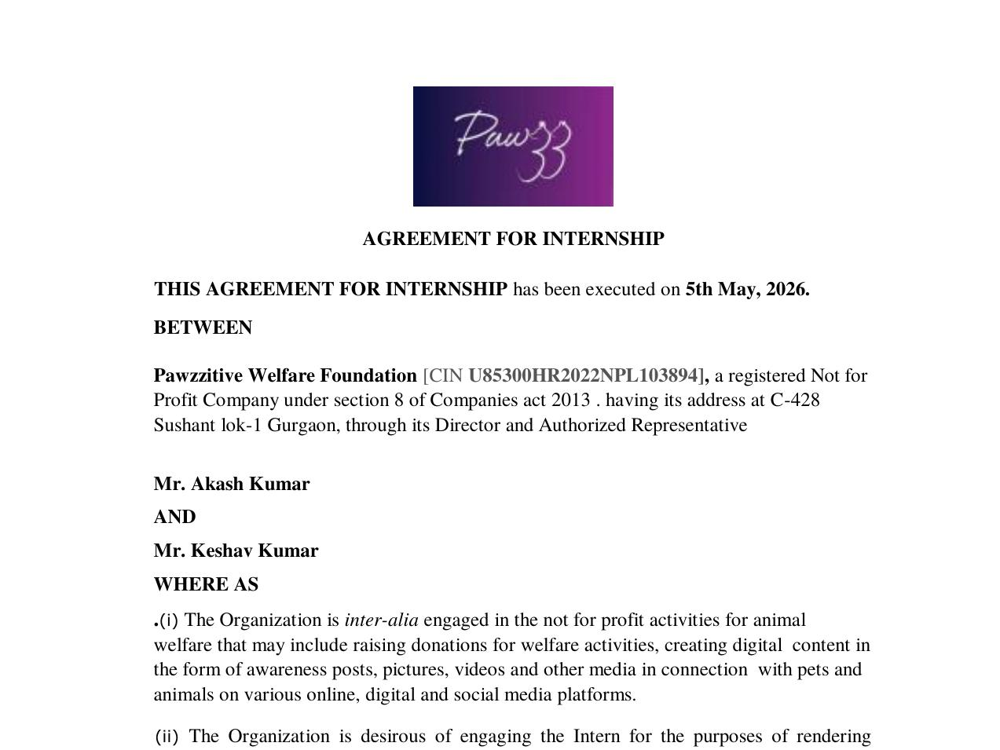 Pawzz
AGREEMENT FOR INTERNSHIP
THIS AGREEMENT FOR INTERNSHIP has been executed on 5th May, 2026.
BETWEEN
Pawzzitive Welfare Foundation [CIN U85300HR2022NPL103894], a registered Not for
Profit Company under section 8 of Companies act 2013 . having its address at C-428
Sushant lok-1 Gurgaon, through its Director and Authorized Representative
Mr. Akash Kumar
AND
Mr. Keshav Kumar
WHERE AS
.(i) The Organization is inter-alia engaged in the not for profit activities for animal
welfare that may include raising donations for welfare activities, creating digital  content in
the form of awareness posts, pictures, videos and other media in connection  with pets and
animals on various online, digital and social media platforms.
(ii) The Organization is desirous of engaging the Intern for the purposes of rendering